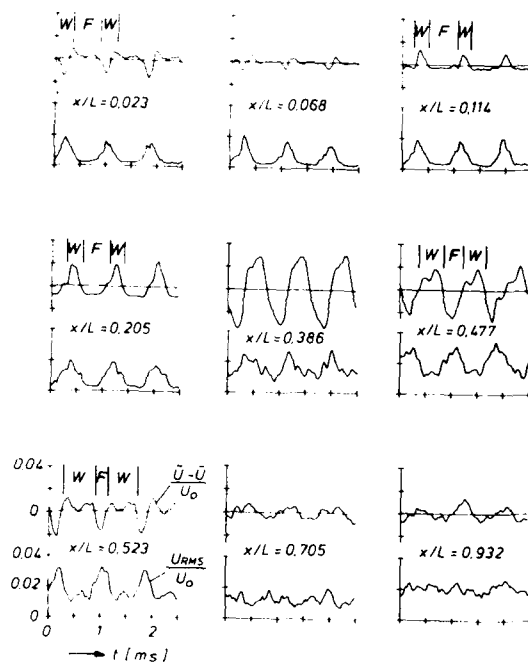 W F W
W F W
x/L = 0,023
x/L = 0,068
x/L = 0,114
W F W
W F W
x/L = 0.205
x/L = 0,386
x/L = 0,477
W F W
0.04
0
Ũ - Ū
U₀
x/L = 0,523
x/L = 0,705
x/L = 0,932
0.04
0.02
0
URMS
U₀
0 1 2
t [ms]